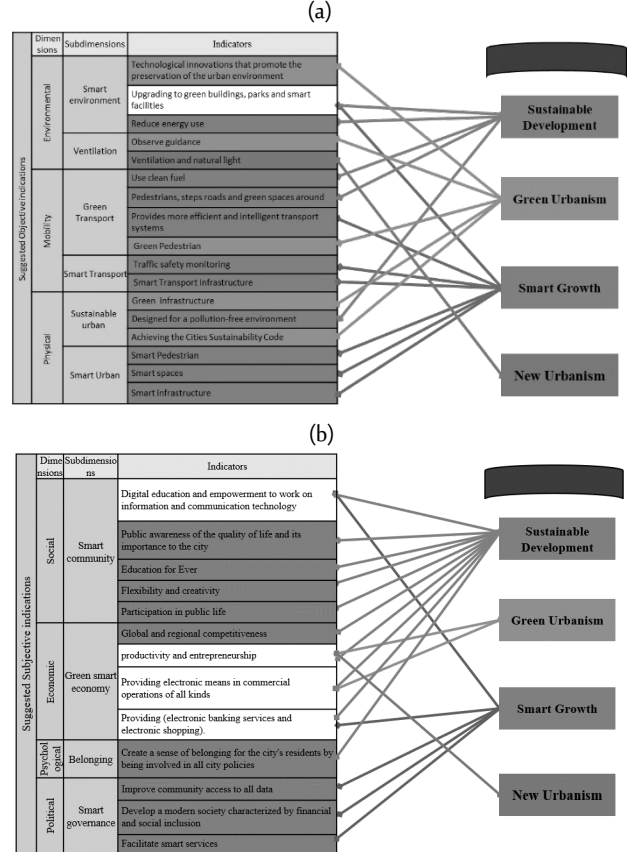 (a)
Dimen
sions
Subdimensions
Indicators
Suggested Objective indications
Environmental
Smart
environment
Technological innovations that promote the
preservation of the urban environment
Upgrading to green buildings, parks and smart
facilities
Reduce energy use
Ventilation
Observe guidance
Ventilation and natural light
Mobility
Green
Transport
Use clean fuel
Pedestrians, steps roads and green spaces around
Provides more efficient and intelligent transport
systems
Green Pedestrian
Smart Transport
Traffic safety monitoring
Smart Transport infrastructure
Physical
Sustainable
urban
Green Infrastructure
Designed for a pollution-free environment
Achieving the Cities Sustainability Code
Smart Urban
Smart Pedestrian
Smart spaces
Smart infrastructure
Sustainable
Development
Green Urbanism
Smart Growth
New Urbanism
(b)
Dime
nsions
Subdimensio
ns
Indicators
Suggested Subjective indications
Social
Smart
community
Digital education and empowerment to work on
information and communication technology
Public awareness of the quality of life and its
importance to the city
Education for Ever
Flexibility and creativity
Participation in public life
Economic
Green smart
economy
Global and regional competitiveness
productivity and entrepreneurship
Providing electronic means in commercial
operations of all kinds
Providing (electronic banking services and
electronic shopping).
Psychol
ogical
Belonging
Create a sense of belonging for the city's residents by
being involved in all city policies
Political
Smart
governance
Improve community access to all data
Develop a modern society characterized by financial
and social inclusion
Facilitate smart services
Sustainable
Development
Green Urbanism
Smart Growth
New Urbanism